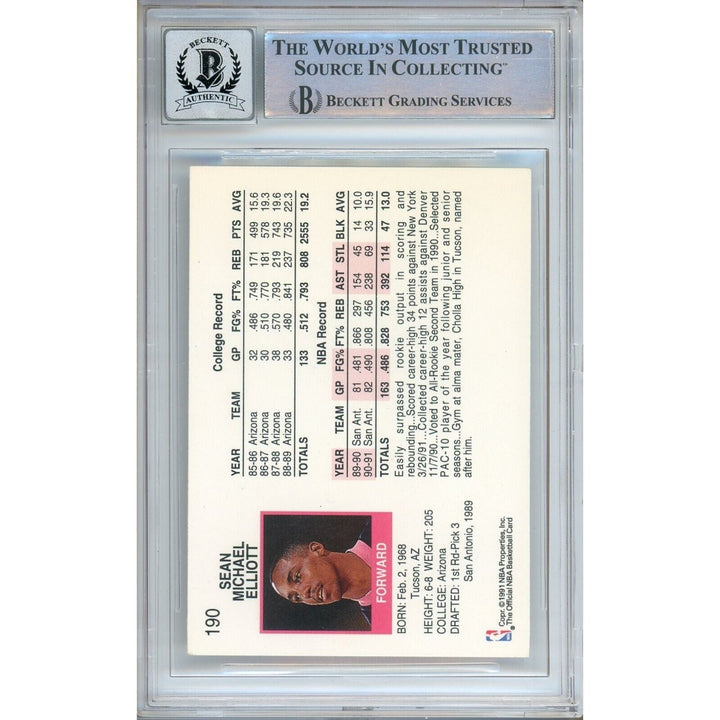 BECKETT
B
AUTHENTIC
THE WORLD'S MOST TRUSTED
SOURCE IN COLLECTING™
B BECKETT GRADING SERVICES
190
SEAN
MICHAEL
ELLIOTT
FORWARD
BORN: Feb. 2, 1968
Tucson, AZ
HEIGHT: 6-8 WEIGHT: 205
COLLEGE: Arizona
DRAFTED: 1st Rd-Pick 3
San Antonio, 1989
Copr. © 1991 NBA Properties, Inc.
The Official NBA Basketball Card
College Record
YEAR TEAM GP FG% FT% REB PTS AVG
85-86 Arizona 32 .486 .749 171 499 15.6
86-87 Arizona 30 .510 .770 181 578 19.3
87-88 Arizona 38 .570 .793 219 743 19.6
88-89 Arizona 33 .480 .841 237 735 22.3
TOTALS 133 .512 .793 808 2555 19.2
NBA Record
YEAR TEAM GP FG% FT% REB AST STL BLK AVG
89-90 San Ant. 81 .481 .866 297 154 45 14 10.0
90-91 San Ant. 82 .490 .808 456 238 69 33 15.9
TOTALS 163 .486 .828 753 392 114 47 13.0
Easily surpassed rookie output in scoring and
rebounding...Scored career-high 34 points against New York
3/26/91...Collected career-high 12 assists against Denver
11/7/90...Voted to All-Rookie Second Team in 1990...Selected
PAC-10 player of the year following junior and senior
seasons...Gym at alma mater, Cholla High in Tucson, named
after him.